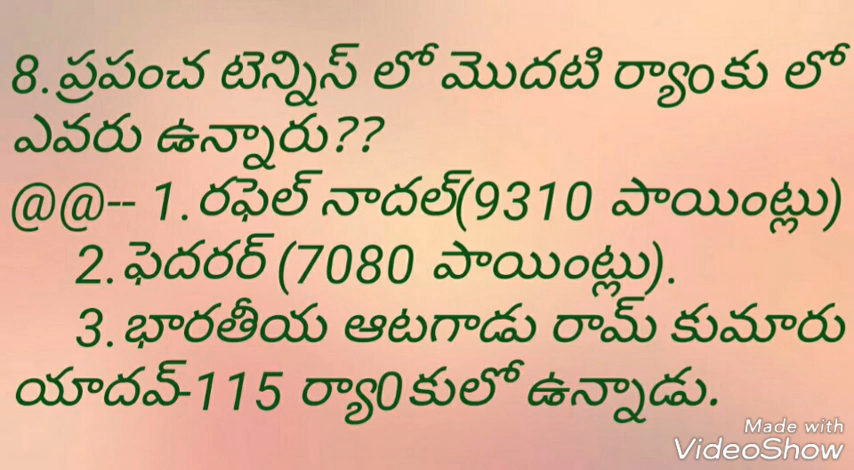 8.ప్రపంచ టెన్నిస్ లో మొదటి ర్యాంకు లో
ఎవరు ఉన్నారు??
@@-- 1.రఫెల్ నాదల్(9310 పాయింట్లు)
2.ఫెదరర్ (7080 పాయింట్లు).
3.భారతీయ ఆటగాడు రామ్ కుమారు
యాదవ్-115 ర్యా0కులో ఉన్నాడు.
Made with
VideoShow